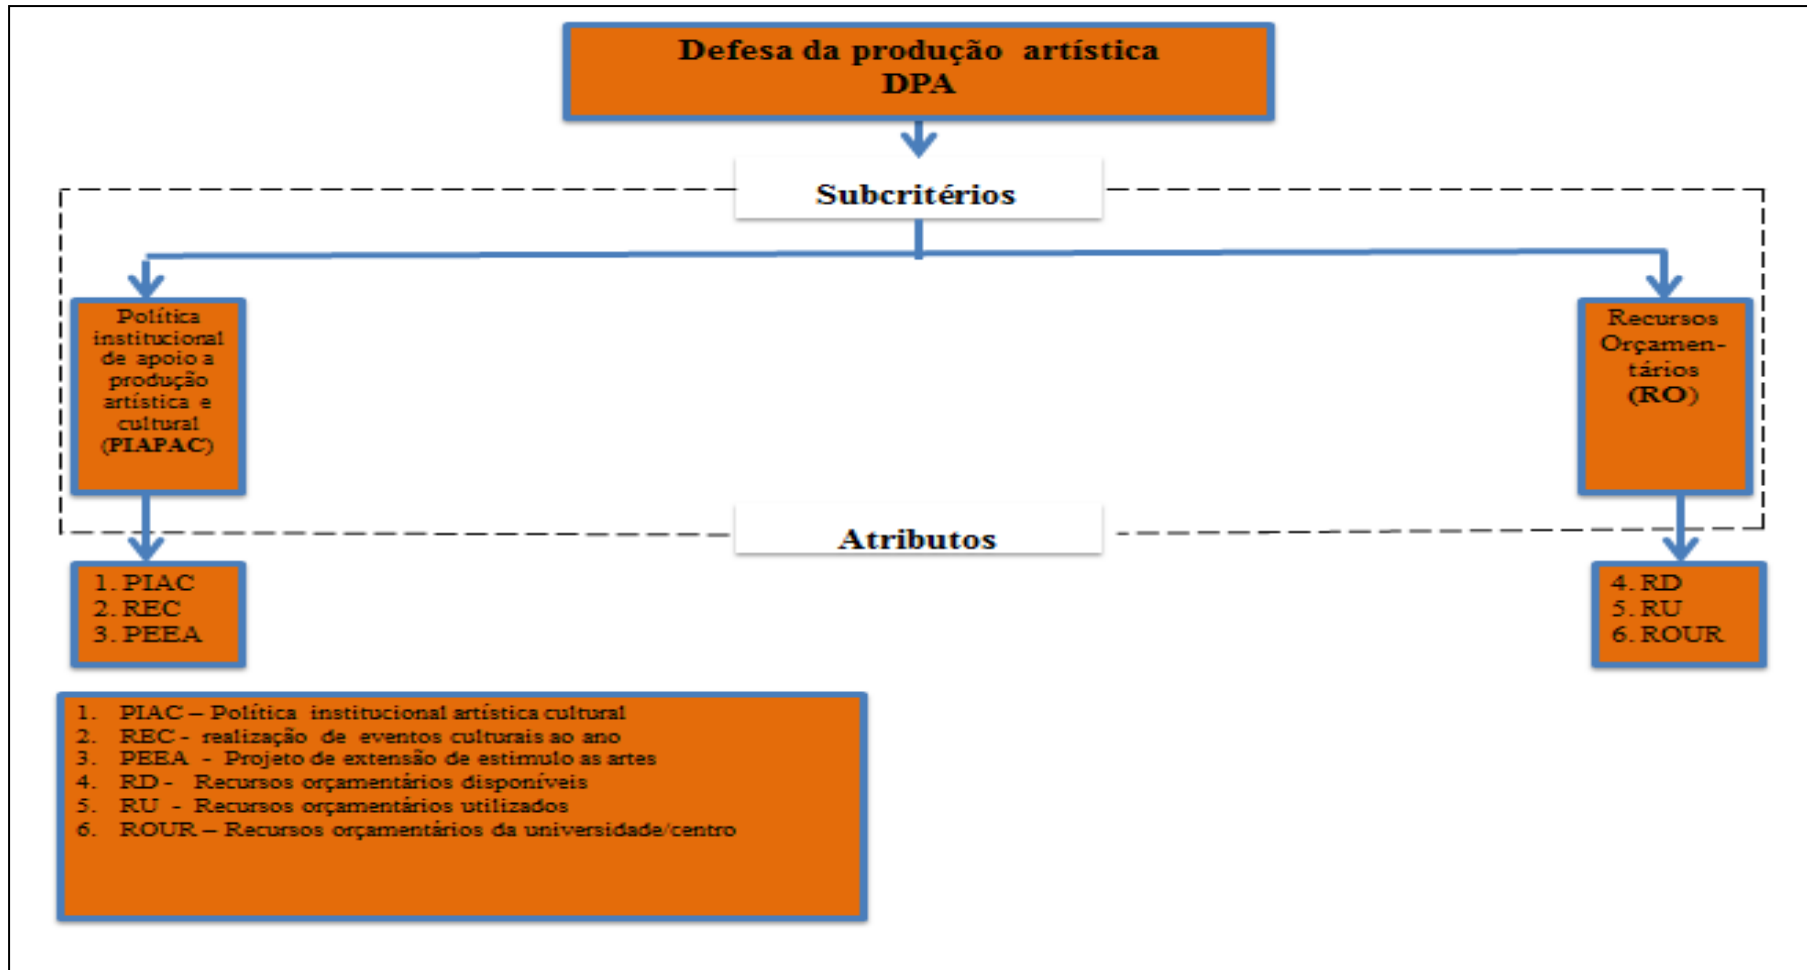 Defesa da produção artística
DPA
Subcritérios
Política
institucional
de apoio a
produção
artística e
cultural
(PIAPAC)
Recursos
Orçamen-
tários
(RO)
Atributos
1. PIAC
2. REC
3. PEEA
4. RD
5. RU
6. ROUR
1. PIAC – Política institucional artística cultural
2. REC - realização de eventos culturais ao ano
3. PEEA - Projeto de extensão de estimulo as artes
4. RD - Recursos orçamentários disponíveis
5. RU - Recursos orçamentários utilizados
6. ROUR – Recursos orçamentários da universidade/centro